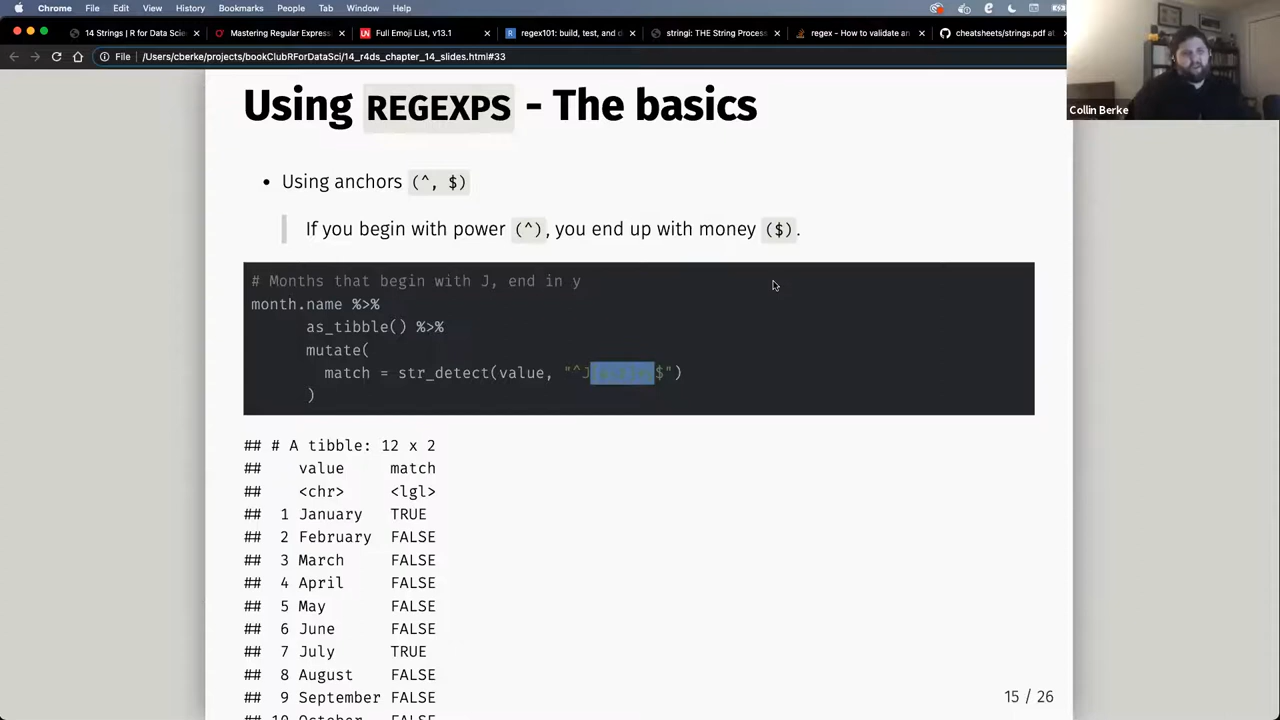 Chrome File Edit View History Bookmarks People Tab Window Help
14 Strings | R for Data Scien Mastering Regular Expressi Full Emoji List, v13.1 regex101: build, test, and d stringi: THE String Process regex - How to validate an cheatsheets/strings.pdf at
File /Users/cberke/projects/bookClubRForDataSci/14_r4ds_chapter_14_slides.html#33
Collin Berke
Using REGEXPS - The basics
• Using anchors (^, $)
If you begin with power (^), you end up with money ($).
# Months that begin with J, end in y
month.name %>%
as_tibble() %>%
mutate(
match = str_detect(value, "^J $")
)
## # A tibble: 12 x 2
## value match
## <chr> <lgl>
## 1 January TRUE
## 2 February FALSE
## 3 March FALSE
## 4 April FALSE
## 5 May FALSE
## 6 June FALSE
## 7 July TRUE
## 8 August FALSE
## 9 September FALSE
## 10 October FALSE
15 / 26